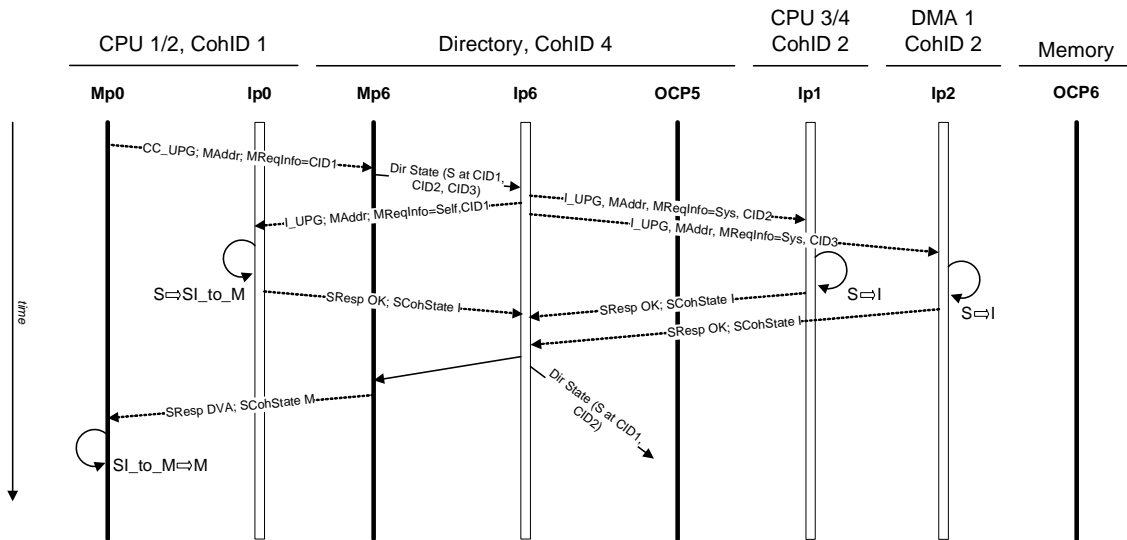 CPU 1/2, CohID 1
Directory, CohID 4
CPU 3/4
CohID 2
DMA 1
CohID 2
Memory
Mp0
Ip0
Mp6
Ip6
OCP5
Ip1
Ip2
OCP6
CC_UPG; MAddr; MReqInfo=CID1
Dir State (S at CID1,
CID2, CID3)
I_UPG, MAddr, MReqInfo=Sys, CID2
I_UPG; MAddr; MReqInfo=Self,CID1
I_UPG, MAddr, MReqInfo=Sys, CID3
S⇨SI_to_M
SResp OK; SCohState I
SResp OK; SCohState I
S⇨I
S⇨I
SResp OK; SCohState I
time
Dir State (S at CID1,
CID2)
SResp DVA; SCohState M
SI_to_M⇨M